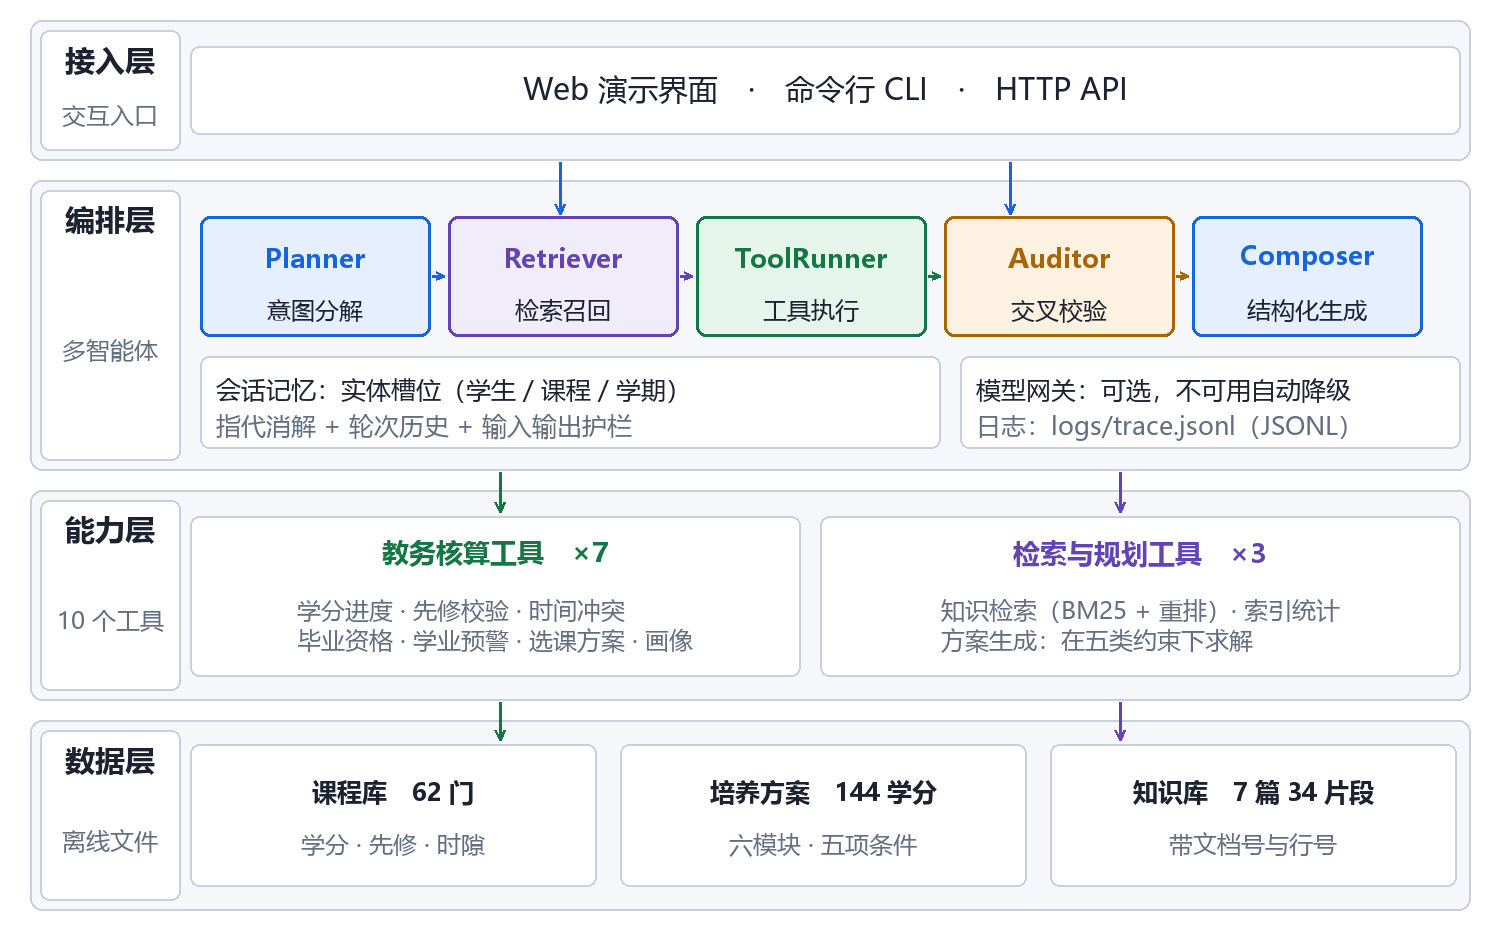 接入层
交互入口
Web 演示界面 · 命令行 CLI · HTTP API
编排层
多智能体
Planner
意图分解
Retriever
检索召回
ToolRunner
工具执行
Auditor
交叉校验
Composer
结构化生成
会话记忆：实体槽位（学生 / 课程 / 学期）
指代消解 + 轮次历史 + 输入输出护栏
模型网关：可选，不可用自动降级
日志：logs/trace.jsonl（JSONL）
能力层
10 个工具
教务核算工具 ×7
学分进度 · 先修校验 · 时间冲突
毕业资格 · 学业预警 · 选课方案 · 画像
检索与规划工具 ×3
知识检索（BM25 + 重排）· 索引统计
方案生成：在五类约束下求解
数据层
离线文件
课程库 62 门
学分 · 先修 · 时隙
培养方案 144 学分
六模块 · 五项条件
知识库 7 篇 34 片段
带文档号与行号